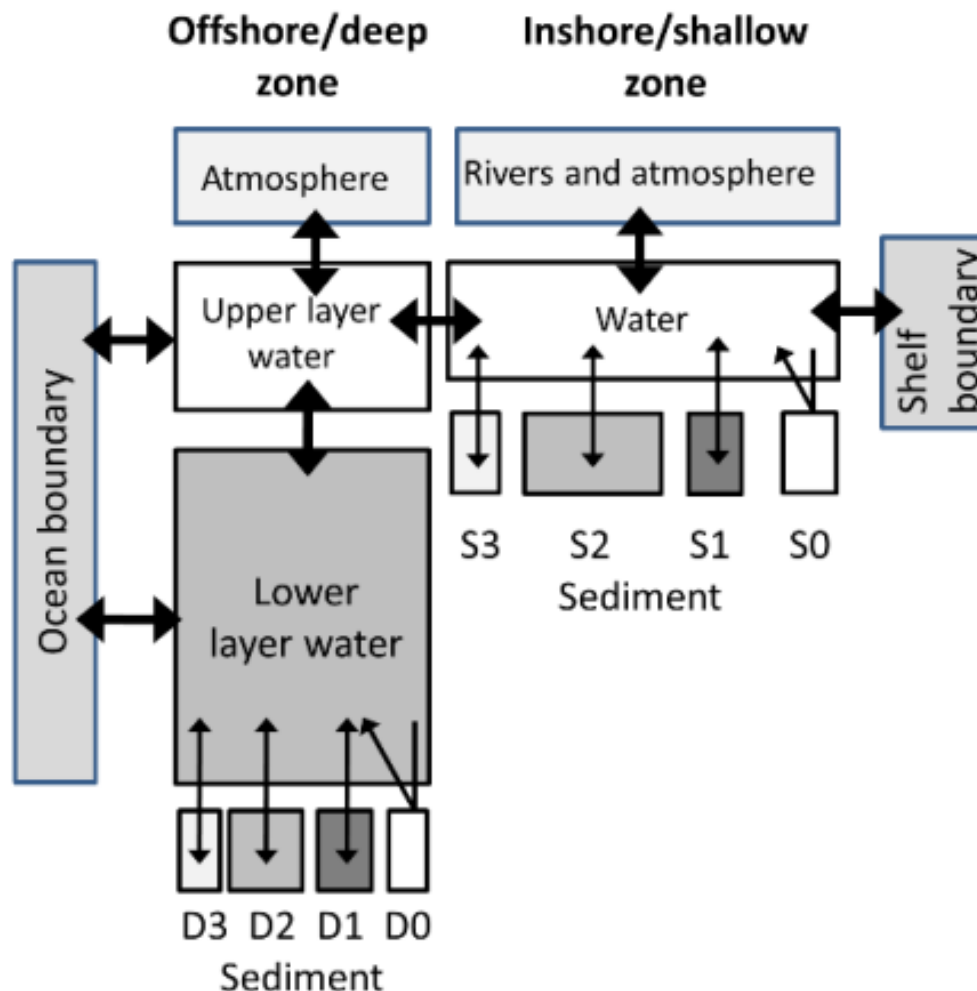 Offshore/deep
zone
Inshore/shallow
zone
Atmosphere
Rivers and atmosphere
Ocean boundary
Upper layer
water
Water
Shelf
boundary
S3 S2 S1 S0
Sediment
Lower
layer water
D3 D2 D1 D0
Sediment